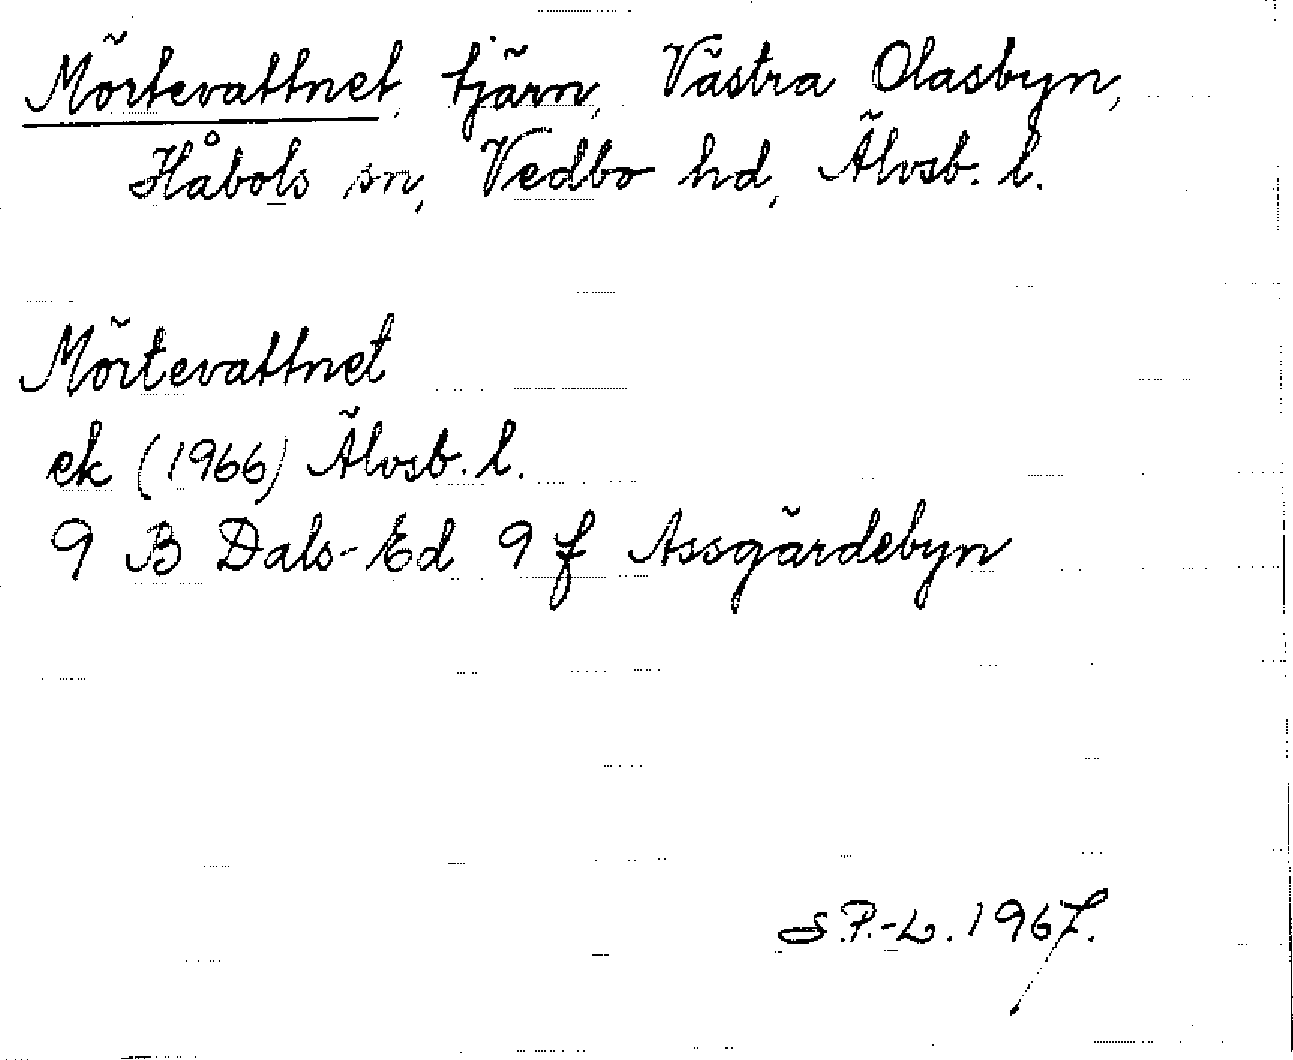 Mörtevattnet, tjärn, Västra Olasbyn,
Håbols sn, Vedbo hd, Älvsb. l.
Mörtevattnet
ek (1966) Älvsb. l.
9 B Dals-Ed 9 f Assgärdebyn
S.P.-L. 1967.